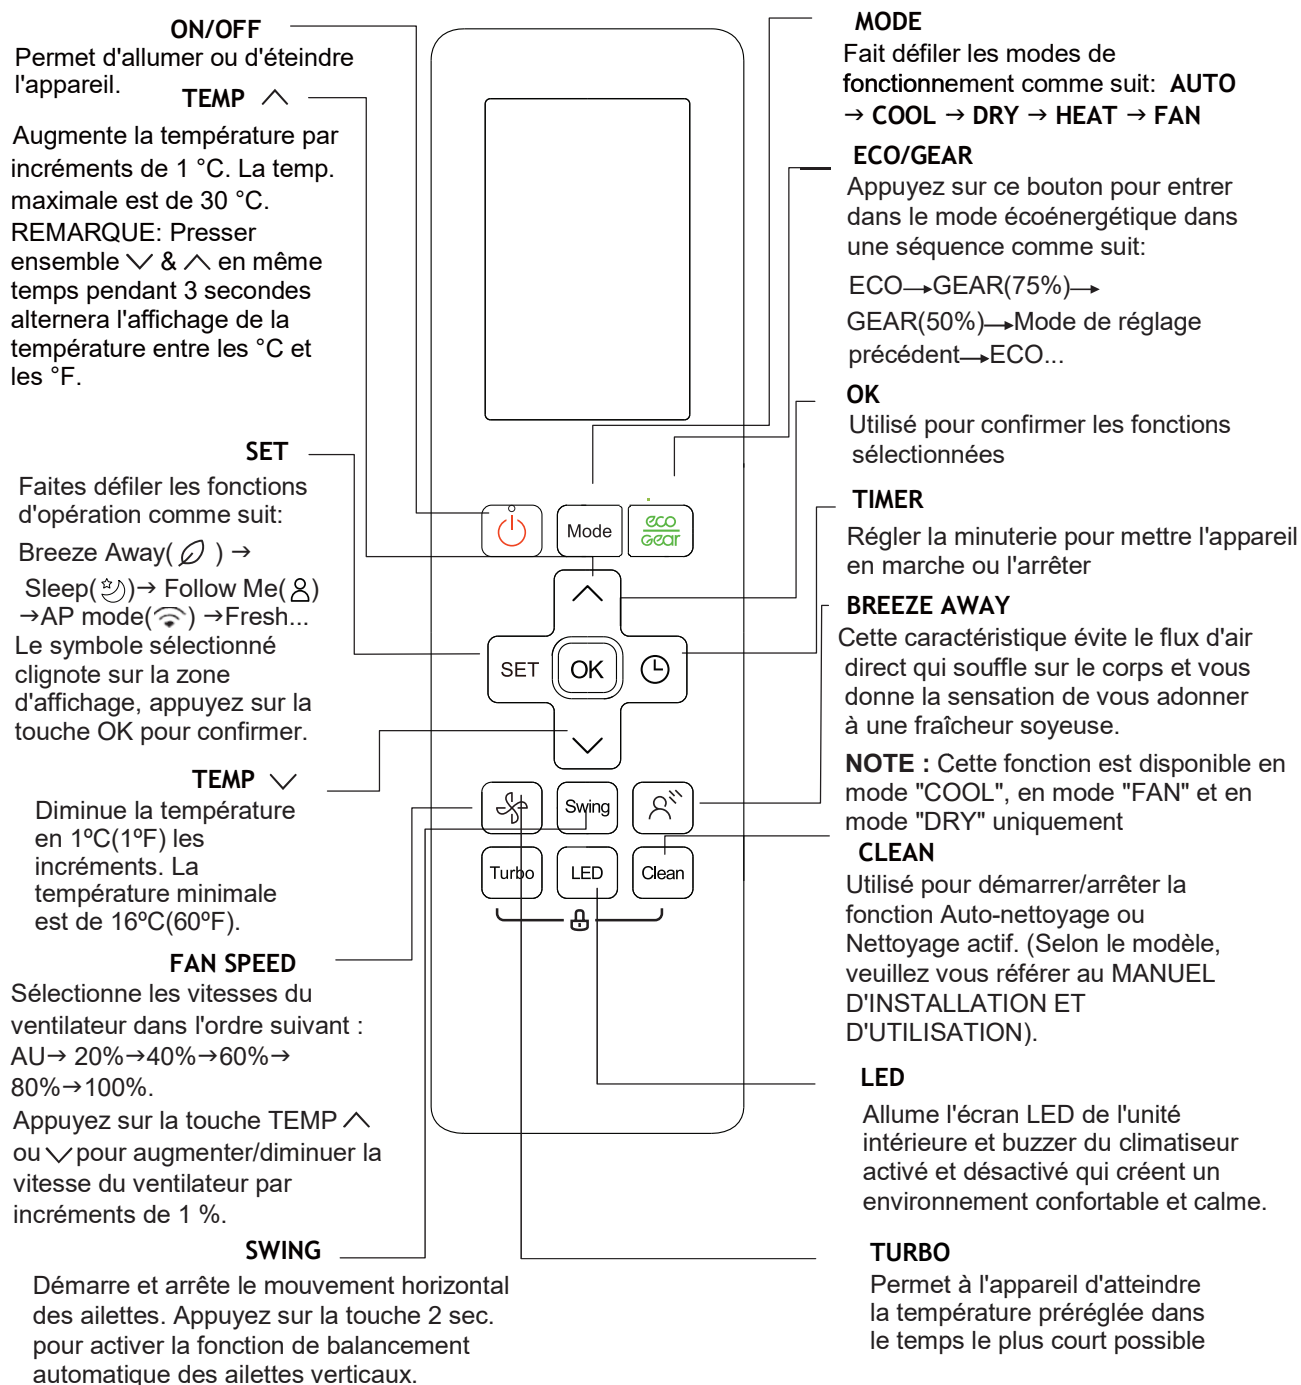 ON/OFF
Permet d'allumer ou d'éteindre
l'appareil.
TEMP
Augmente la température par
incréments de 1 °C. La temp.
maximale est de 30 °C.
REMARQUE: Presser
ensemble & en même
temps pendant 3 secondes
alternera l'affichage de la
température entre les °C et
les °F.
SET
Faites défiler les fonctions
d'opération comme suit:
Breeze Away( ) →
Sleep( )→ Follow Me( )
→AP mode( ) →Fresh...
Le symbole sélectionné
clignote sur la zone
d'affichage, appuyez sur la
touche OK pour confirmer.
TEMP
Diminue la température
en 1ºC(1ºF) les
incréments. La
température minimale
est de 16ºC(60ºF).
FAN SPEED
Sélectionne les vitesses du
ventilateur dans l'ordre suivant :
AU→ 20%→40%→60%→
80%→100%.
Appuyez sur la touche TEMP
ou pour augmenter/diminuer la
vitesse du ventilateur par
incréments de 1 %.
SWING
Démarre et arrête le mouvement horizontal
des ailettes. Appuyez sur la touche 2 sec.
pour activer la fonction de balancement
automatique des ailettes verticaux.
Mode
eco
Gear
SET
OK
Swing
Turbo
LED
Clean
MODE
Fait défiler les modes de
fonctionnement comme suit: AUTO
→ COOL → DRY → HEAT → FAN
ECO/GEAR
Appuyez sur ce bouton pour entrer
dans le mode écoénergétique dans
une séquence comme suit:
ECO→GEAR(75%)→
GEAR(50%)→Mode de réglage
précédent→ECO...
OK
Utilisé pour confirmer les fonctions
sélectionnées
TIMER
Régler la minuterie pour mettre l'appareil
en marche ou l'arrêter
BREEZE AWAY
Cette caractéristique évite le flux d'air
direct qui souffle sur le corps et vous
donne la sensation de vous adonner
à une fraîcheur soyeuse.
NOTE : Cette fonction est disponible en
mode "COOL", en mode "FAN" et en
mode "DRY" uniquement
CLEAN
Utilisé pour démarrer/arrêter la
fonction Auto-nettoyage ou
Nettoyage actif. (Selon le modèle,
veuillez vous référer au MANUEL
D'INSTALLATION ET
D'UTILISATION).
LED
Allume l'écran LED de l'unité
intérieure et buzzer du climatiseur
activé et désactivé qui créent un
environnement confortable et calme.
TURBO
Permet à l'appareil d'atteindre
la température préréglée dans
le temps le plus court possible